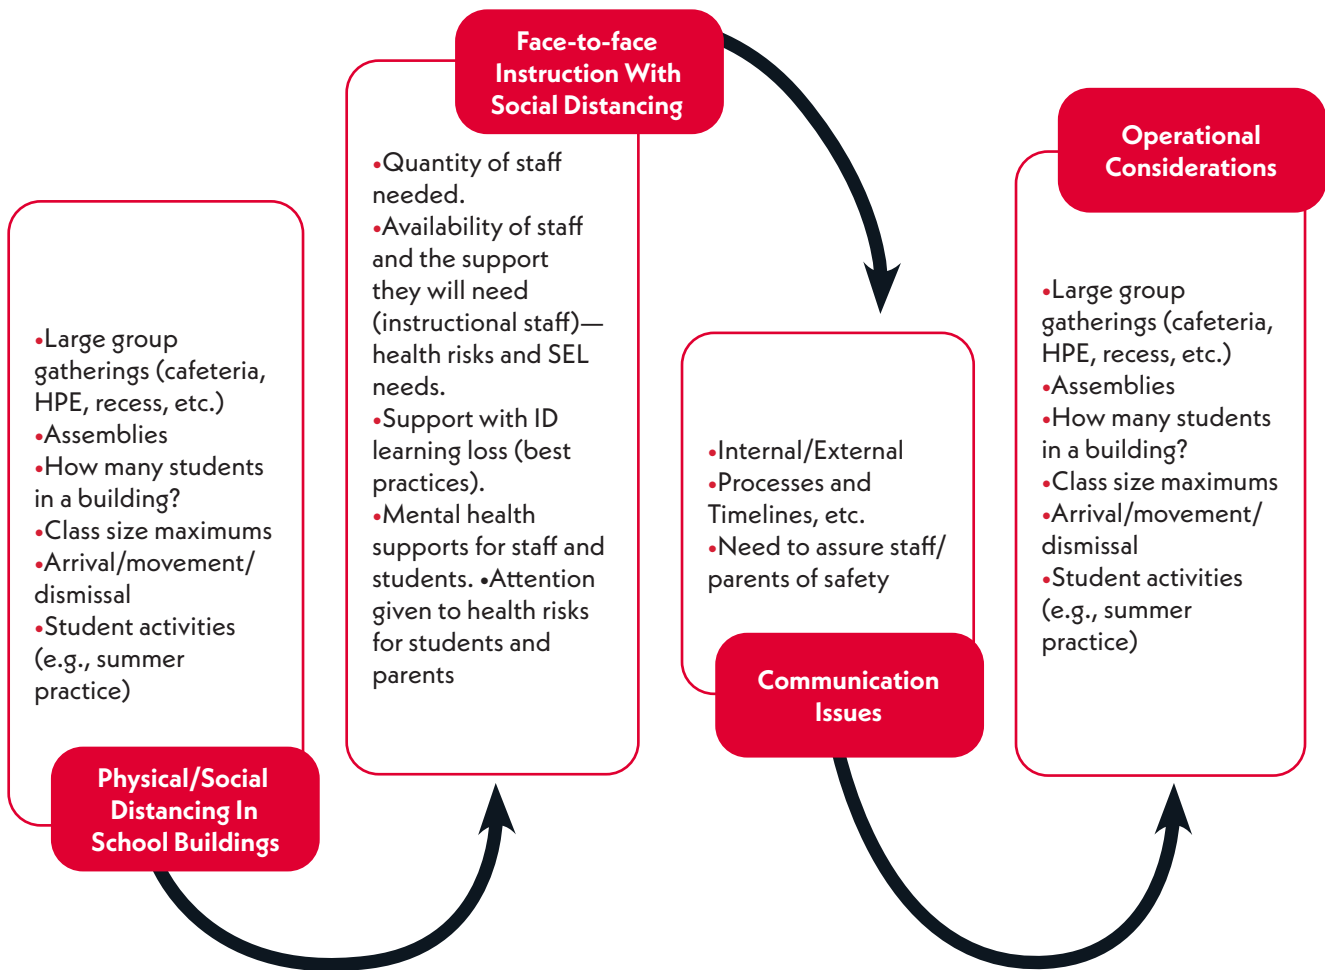 •Large group
gatherings (cafeteria,
HPE, recess, etc.)
•Assemblies
•How many students
in a building?
•Class size maximums
•Arrival/movement/
dismissal
•Student activities
(e.g., summer
practice)
Physical/Social
Distancing In
School Buildings
Face-to-face
Instruction With
Social Distancing
•Quantity of staff
needed.
•Availability of staff
and the support
they will need
(instructional staff)—
health risks and SEL
needs.
•Support with ID
learning loss (best
practices).
•Mental health
supports for staff and
students. •Attention
given to health risks
for students and
parents
•Internal/External
•Processes and
Timelines, etc.
•Need to assure staff/
parents of safety
Communication
Issues
Operational
Considerations
•Large group
gatherings (cafeteria,
HPE, recess, etc.)
•Assemblies
•How many students
in a building?
•Class size maximums
•Arrival/movement/
dismissal
•Student activities
(e.g., summer
practice)